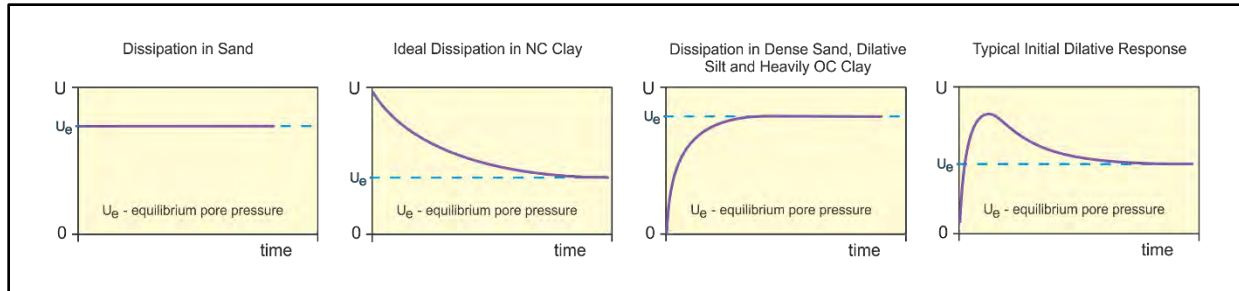 Dissipation in Sand
U
Ue
Ue - equilibrium pore pressure
0
time
Ideal Dissipation in NC Clay
U
Ue
Ue - equilibrium pore pressure
0
time
Dissipation in Dense Sand, Dilative
Silt and Heavily OC Clay
U
Ue
Ue - equilibrium pore pressure
0
time
Typical Initial Dilative Response
U
Ue
Ue - equilibrium pore pressure
0
time